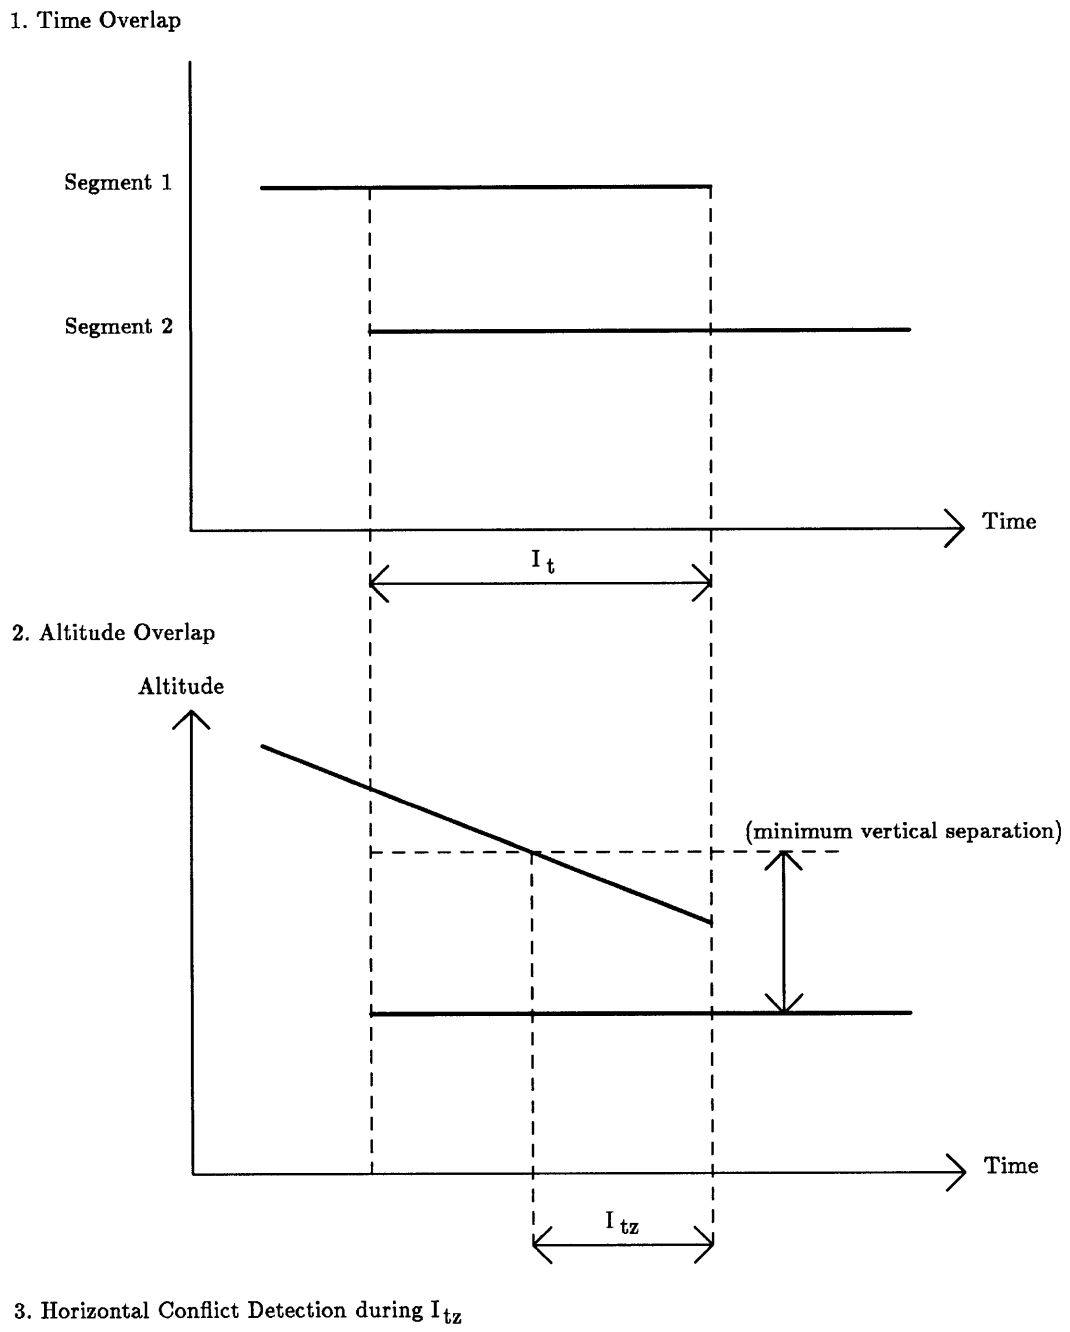 1. Time Overlap
Segment 1
Segment 2
Time
I t
2. Altitude Overlap
Altitude
(minimum vertical separation)
Time
I tz
3. Horizontal Conflict Detection during I tz